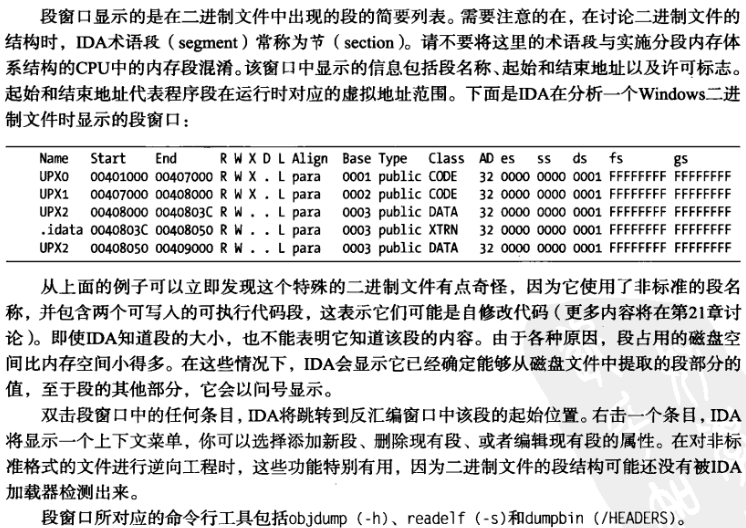 段窗口显示的是在二进制文件中出现的段的简要列表。需要注意的在，在讨论二进制文件的
结构时，IDA术语段（segment）常称为节（section）。请不要将这里的术语段与实施分段内存体
系结构的CPU中的内存段混淆。该窗口中显示的信息包括段名称、起始和结束地址以及许可标志。
起始和结束地址代表程序段在运行时对应的虚拟地址范围。下面是IDA在分析一个Windows二进
制文件时显示的段窗口：
Name Start End R W X D L Align Base Type Class AD es ss ds fs gs
UPX0 00401000 00407000 R W X . L para 0001 public CODE 32 0000 0000 0001 FFFFFFFF FFFFFFFF
UPX1 00407000 00408000 R W X . L para 0002 public CODE 32 0000 0000 0001 FFFFFFFF FFFFFFFF
UPX2 00408000 0040803C R W . . L para 0003 public DATA 32 0000 0000 0001 FFFFFFFF FFFFFFFF
.idata 0040803C 00408050 R W . . L para 0003 public XTRN 32 0000 0000 0001 FFFFFFFF FFFFFFFF
UPX2 00408050 00409000 R W . . L para 0003 public DATA 32 0000 0000 0001 FFFFFFFF FFFFFFFF
从上面的例子可以立即发现这个特殊的二进制文件有点奇怪，因为它使用了非标准的段名
称，并包含两个可写入的可执行代码段，这表示它们可能是自修改代码（更多内容将在第21章讨
论）。即使IDA知道段的大小，也不能表明它知道该段的内容。由于各种原因，段占用的磁盘空
间比内存空间小得多。在这些情况下，IDA会显示它已经确定能够从磁盘文件中提取的段部分的
值，至于段的其他部分，它会以问号显示。
双击段窗口中的任何条目，IDA将跳转到反汇编窗口中该段的起始位置。右击一个条目，IDA
将显示一个上下文菜单，你可以选择添加新段、删除现有段、或者编辑现有段的属性。在对非标
准格式的文件进行逆向工程时，这些功能特别有用，因为二进制文件的段结构可能还没有被IDA
加载器检测出来。
段窗口所对应的命令行工具包括objdump (-h)、readelf (-s)和dumpbin (/HEADERS)。